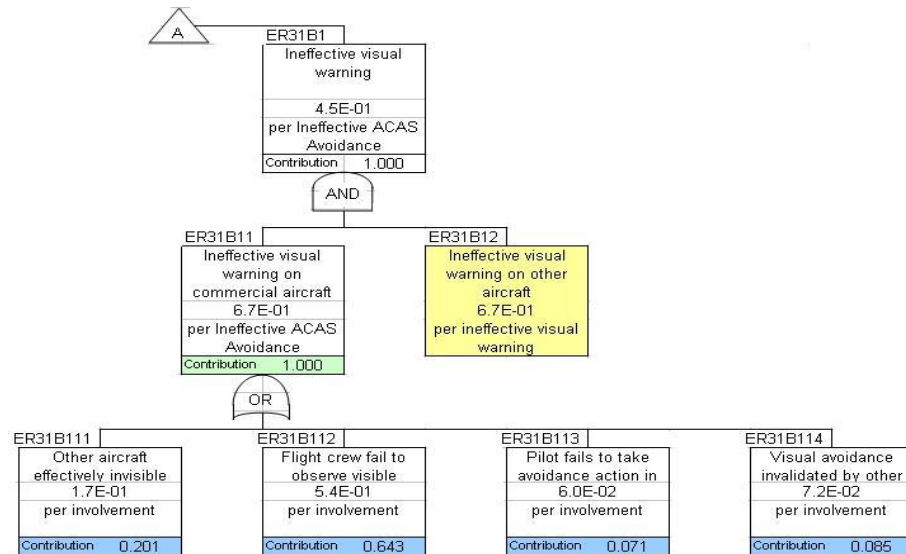 A
ER31B1
Ineffective visual
warning
4.5E-01
per Ineffective ACAS
Avoidance
Contribution 1.000
AND
ER31B11
Ineffective visual
warning on
commercial aircraft
6.7E-01
per Ineffective ACAS
Avoidance
Contribution 1.000
ER31B12
Ineffective visual
warning on other
aircraft
6.7E-01
per ineffective visual
warning
OR
ER31B111
Other aircraft
effectively invisible
1.7E-01
per involvement
Contribution 0.201
ER31B112
Flight crew fail to
observe visible
5.4E-01
per involvement
Contribution 0.643
ER31B113
Pilot fails to take
avoidance action in
6.0E-02
per involvement
Contribution 0.071
ER31B114
Visual avoidance
invalidated by other
7.2E-02
per involvement
Contribution 0.085